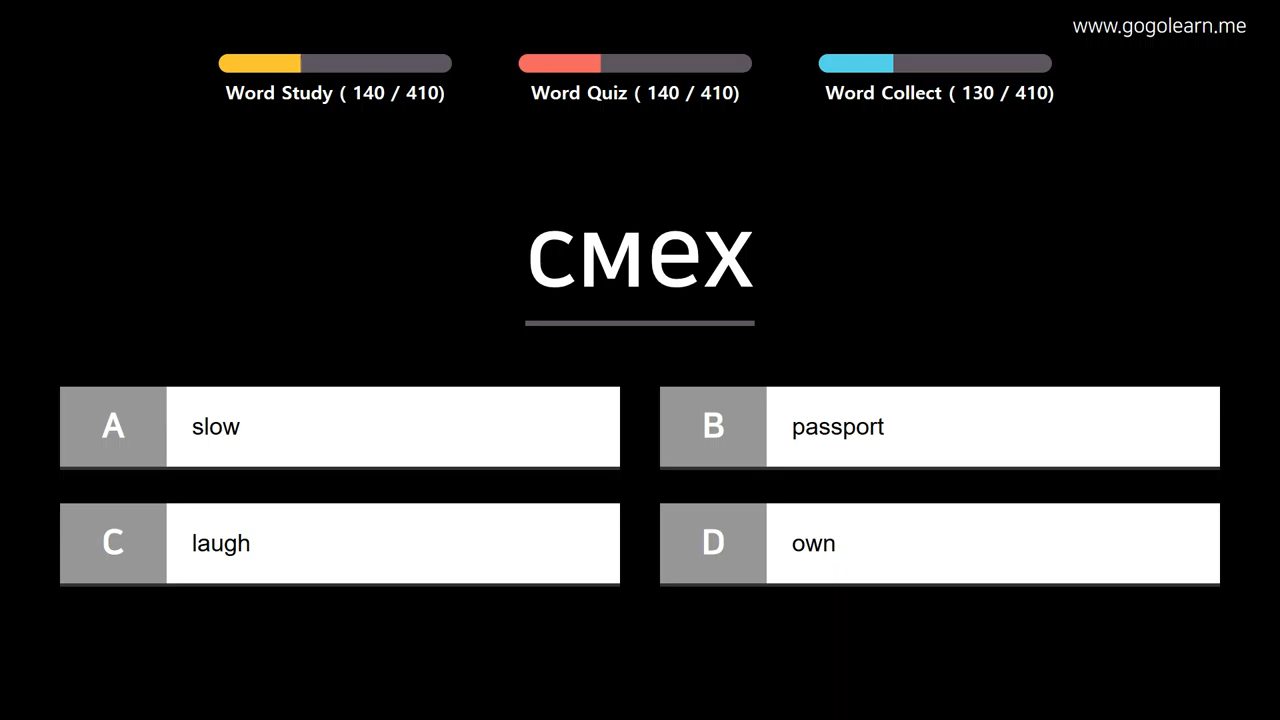 www.gogolearn.me
Word Study ( 140 / 410)
Word Quiz ( 140 / 410)
Word Collect ( 130 / 410)
смех
A slow
B passport
C laugh
D own